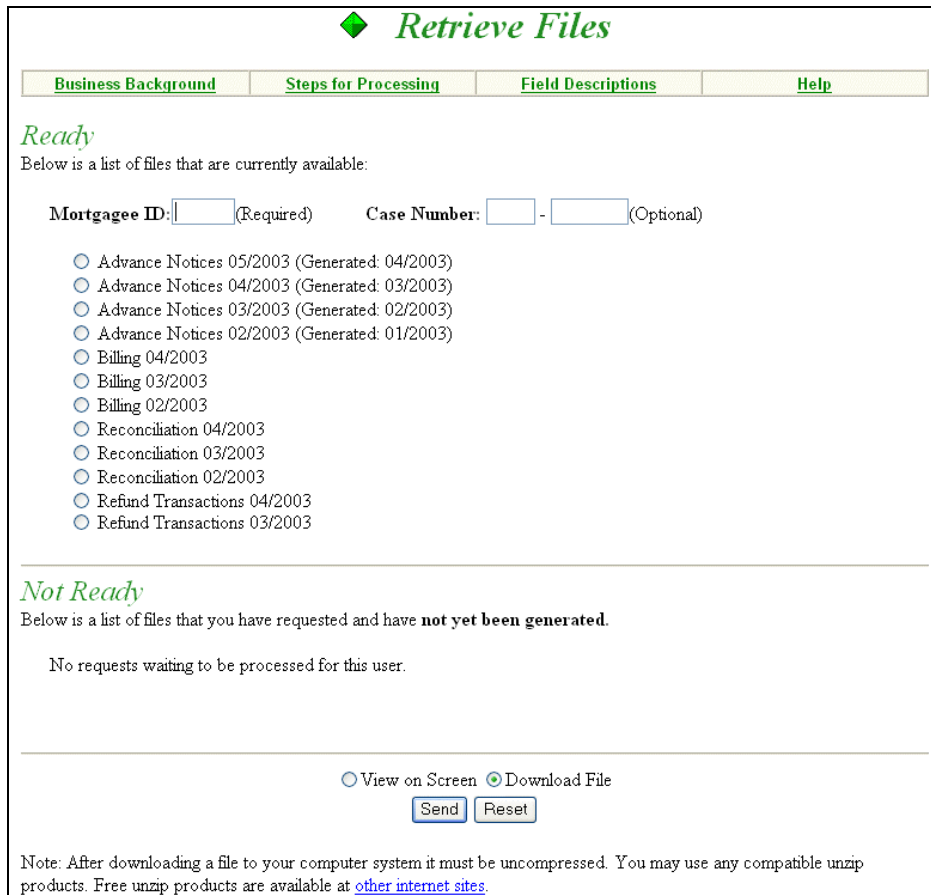 Retrieve Files
Business Background Steps for Processing Field Descriptions Help
Ready
Below is a list of files that are currently available:
Mortgagee ID: (Required) Case Number: - (Optional)
Advance Notices 05/2003 (Generated: 04/2003)
Advance Notices 04/2003 (Generated: 03/2003)
Advance Notices 03/2003 (Generated: 02/2003)
Advance Notices 02/2003 (Generated: 01/2003)
Billing 04/2003
Billing 03/2003
Billing 02/2003
Reconciliation 04/2003
Reconciliation 03/2003
Reconciliation 02/2003
Refund Transactions 04/2003
Refund Transactions 03/2003
Not Ready
Below is a list of files that you have requested and have not yet been generated.
No requests waiting to be processed for this user.
View on Screen Download File
Send Reset
Note: After downloading a file to your computer system it must be uncompressed. You may use any compatible unzip
products. Free unzip products are available at other internet sites.